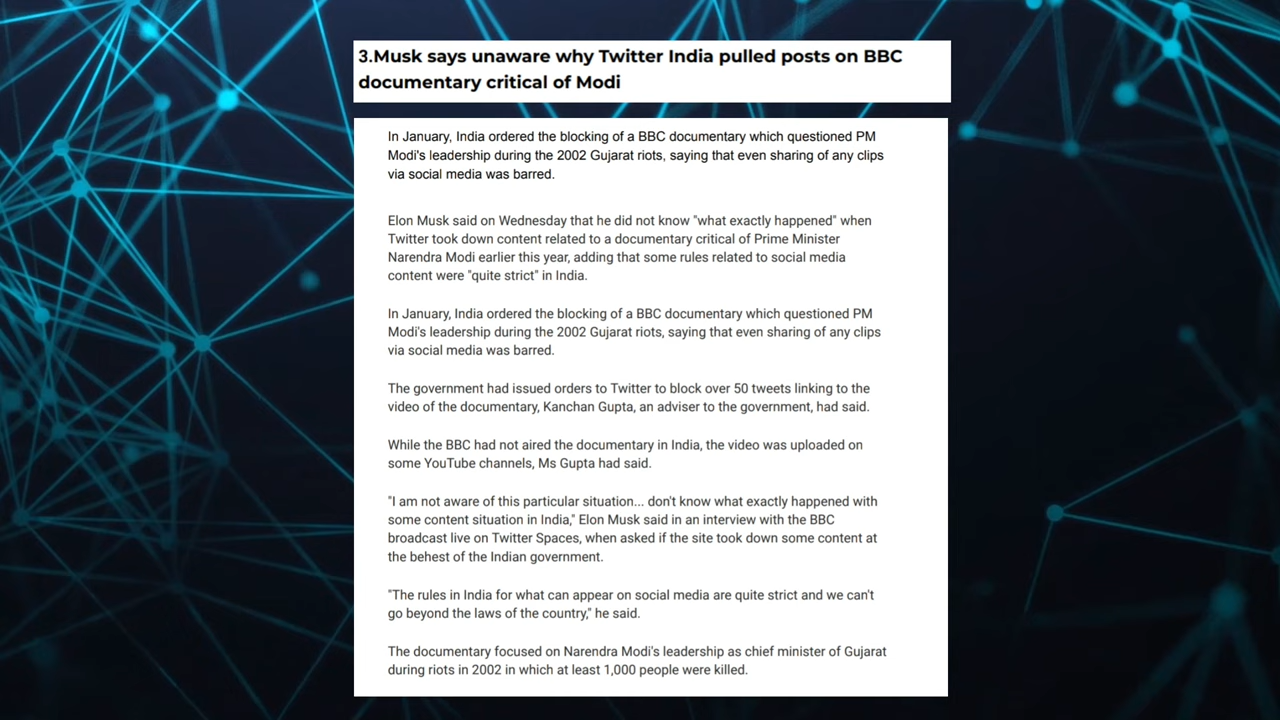 3.Musk says unaware why Twitter India pulled posts on BBC
documentary critical of Modi
In January, India ordered the blocking of a BBC documentary which questioned PM
Modi's leadership during the 2002 Gujarat riots, saying that even sharing of any clips
via social media was barred.
Elon Musk said on Wednesday that he did not know "what exactly happened" when
Twitter took down content related to a documentary critical of Prime Minister
Narendra Modi earlier this year, adding that some rules related to social media
content were "quite strict" in India.
In January, India ordered the blocking of a BBC documentary which questioned PM
Modi's leadership during the 2002 Gujarat riots, saying that even sharing of any clips
via social media was barred.
The government had issued orders to Twitter to block over 50 tweets linking to the
video of the documentary, Kanchan Gupta, an adviser to the government, had said.
While the BBC had not aired the documentary in India, the video was uploaded on
some YouTube channels, Ms Gupta had said.
"I am not aware of this particular situation... don't know what exactly happened with
some content situation in India," Elon Musk said in an interview with the BBC
broadcast live on Twitter Spaces, when asked if the site took down some content at
the behest of the Indian government.
"The rules in India for what can appear on social media are quite strict and we can't
go beyond the laws of the country," he said.
The documentary focused on Narendra Modi's leadership as chief minister of Gujarat
during riots in 2002 in which at least 1,000 people were killed.